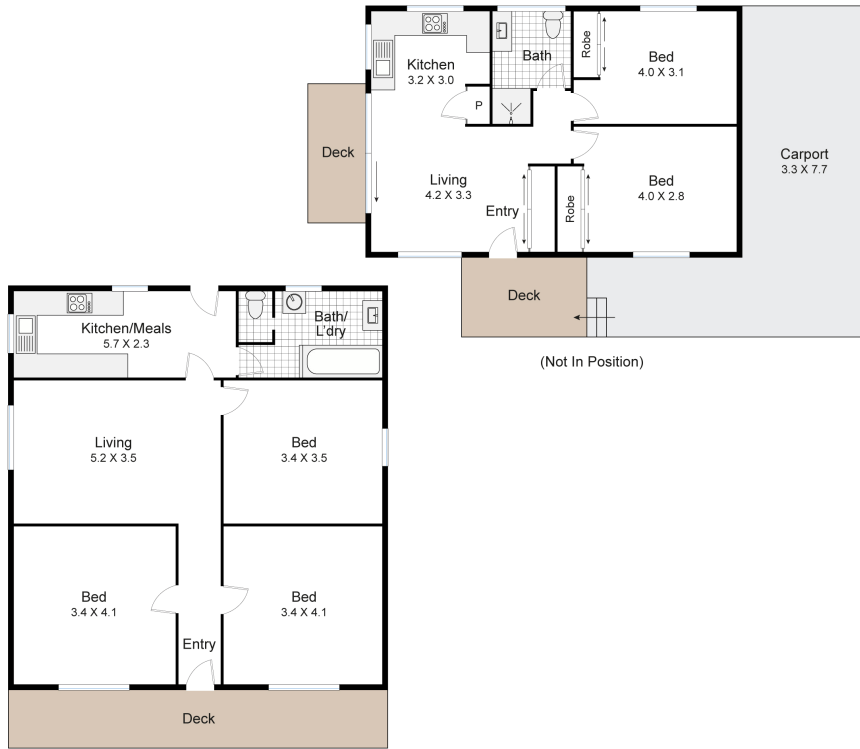 Kitchen
3.2 X 3.0
Bath
Robe
Bed
4.0 X 3.1
P
Deck
Living
4.2 X 3.3
Entry
Robe
Bed
4.0 X 2.8
Carport
3.3 X 7.7
Deck
(Not In Position)
Kitchen/Meals
5.7 X 2.3
Bath/
L'dry
Living
5.2 X 3.5
Bed
3.4 X 3.5
Bed
3.4 X 4.1
Bed
3.4 X 4.1
Entry
Deck